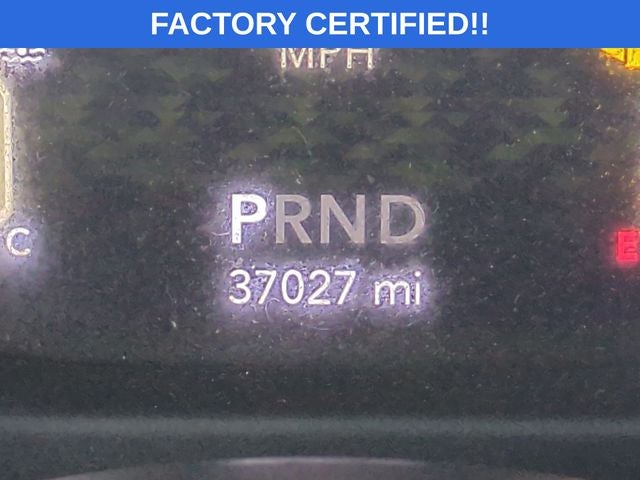 FACTORY CERTIFIED!!
MPH
PRND
C
E
37027 mi